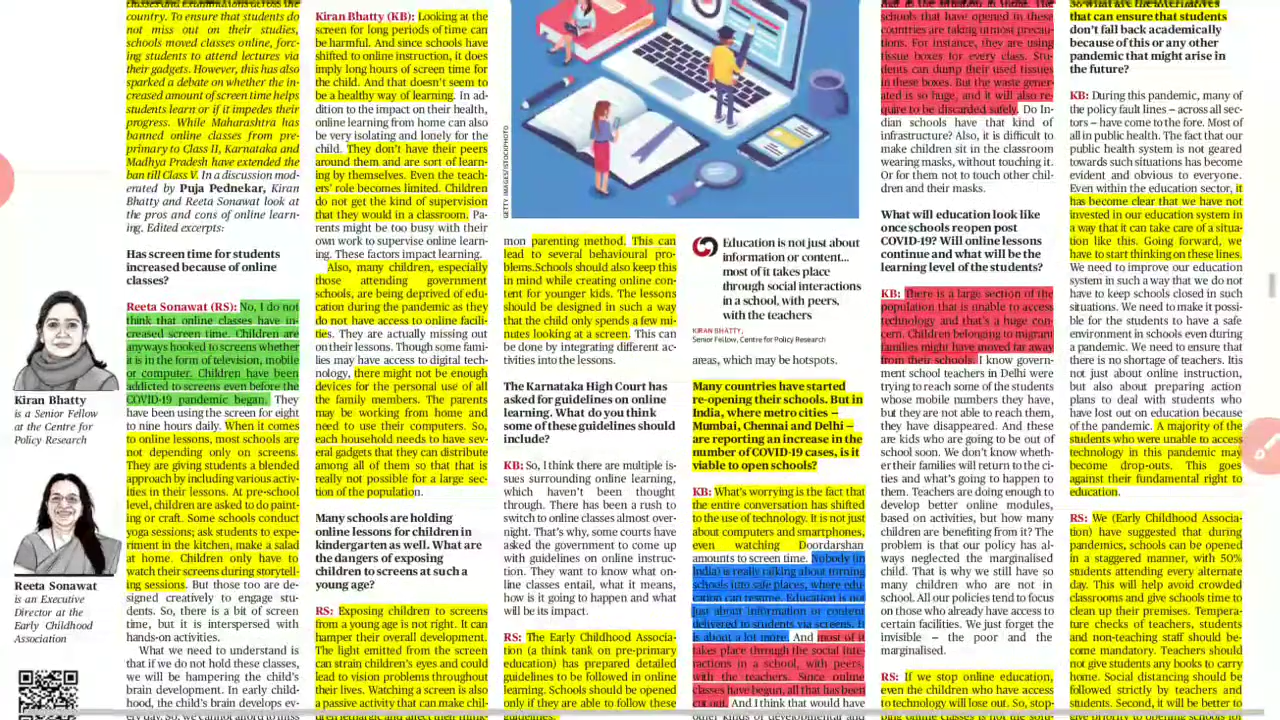 classes and examinations across the
country. To ensure that students do
not miss out on their studies,
schools moved classes online, forc-
ing students to attend lectures via
their gadgets. However, this has also
sparked a debate on whether the in-
creased amount of screen time helps
students learn or if it impedes their
progress. While Maharashtra has
banned online classes from pre-
primary to Class II, Karnataka and
Madhya Pradesh have extended the
ban till Class V. In a discussion mod-
erated by Puja Pednekar, Kiran
Bhatty and Reeta Sonawat look at
the pros and cons of online learn-
ing. Edited excerpts:
Has screen time for students
increased because of online
classes?
Reeta Sonawat (RS): No, I do not
think that online classes have in-
creased screen time. Children are
anyways hooked to screens whether
it is in the form of television, mobile
or computer. Children have been
addicted to screens even before the
COVID-19 pandemic began. They
have been using the screen for eight
to nine hours daily. When it comes
to online lessons, most schools are
not depending only on screens.
They are giving students a blended
approach by including various activ-
ities in their lessons. At pre-school
level, children are asked to do paint-
ing or craft. Some schools conduct
yoga sessions; ask students to expe-
riment in the kitchen, make a salad
at home. Children only have to
watch their screens during storytell-
ing sessions. But those too are de-
signed creatively to engage stu-
dents. So, there is a bit of screen
time, but it is interspersed with
hands-on activities.
What we need to understand is
that if we do not hold these classes,
we will be hampering the child's
brain development. In early child-
hood, the child's brain develops ev-
ery day. So, we cannot afford to miss
Kiran Bhatty
is a Senior Fellow
at the Centre for
Policy Research
Reeta Sonawat
is an Executive
Director at the
Early Childhood
Association
Kiran Bhatty (KB): Looking at the
screen for long periods of time can
be harmful. And since schools have
shifted to online instruction, it does
imply long hours of screen time for
the child. And that doesn't seem to
be a healthy way of learning. In ad-
dition to the impact on their health,
online learning from home can also
be very isolating and lonely for the
child. They don't have their peers
around them and are sort of learn-
ing by themselves. Even the teach-
ers' role becomes limited. Children
do not get the kind of supervision
that they would in a classroom. Pa-
rents might be too busy with their
own work to supervise online learn-
ing. These factors impact learning.
Also, many children, especially
those attending government
schools, are being deprived of edu-
cation during the pandemic as they
do not have access to online facili-
ties. They are actually missing out
on their lessons. Though some fami-
lies may have access to digital tech-
nology, there might not be enough
devices for the personal use of all
the family members. The parents
may be working from home and
need to use their computers. So,
each household needs to have sev-
eral gadgets that they can distribute
among all of them so that that is
really not possible for a large sec-
tion of the population.
Many schools are holding
online lessons for children in
kindergarten as well. What are
the dangers of exposing
children to screens at such a
young age?
RS: Exposing children to screens
from a young age is not right. It can
hamper their overall development.
The light emitted from the screen
can strain children's eyes and could
lead to vision problems throughout
their lives. Watching a screen is also
a passive activity that can make chil-
dren lethargic and affect their mime-
GETTY IMAGES/ISTOCKPHOTO
mon parenting method. This can
lead to several behavioural pro-
blems.Schools should also keep this
in mind while creating online con-
tent for younger kids. The lessons
should be designed in such a way
that the child only spends a few mi-
nutes looking at a screen. This can
be done by integrating different ac-
tivities into the lessons.
The Karnataka High Court has
asked for guidelines on online
learning. What do you think
some of these guidelines should
include?
KB: So, I think there are multiple is-
sues surrounding online learning,
which haven't been thought
through. There has been a rush to
switch to online classes almost over-
night. That's why, some courts have
asked the government to come up
with guidelines on online instruc-
tion. They want to know what on-
line classes entail, what it means,
how is it going to happen and what
will be its impact.
RS: The Early Childhood Associa-
tion (a think tank on pre-primary
education) has prepared detailed
guidelines to be followed in online
learning. Schools should be opened
only if they are able to follow these
guidelines.
Education is not just about
information or content...
most of it takes place
through social interactions
in a school, with peers,
with the teachers
KIRAN BHATTY,
Senior Fellow, Centre for Policy Research
areas, which may be hotspots.
Many countries have started
re-opening their schools. But in
India, where metro cities –
Mumbai, Chennai and Delhi –
are reporting an increase in the
number of COVID-19 cases, is it
viable to open schools?
KB: What's worrying is the fact that
the entire conversation has shifted
to the use of technology. It is not just
about computers and smartphones,
even watching Doordarshan
amounts to screen time. Nobody [in
India] is really talking about turning
schools into safe places, where edu-
cation can resume. Education is not
just about information or content
delivered to students via screens. It
is about a lot more. And most of it
takes place through the social inte-
ractions in a school, with peers,
with the teachers. Since online
classes have begun, all that has been
cut out. And I think that would have
other kinds of developmental and
schools that have opened in these
countries are taking utmost precau-
tions. For instance, they are using
tissue boxes for every class. Stu-
dents can dump their used tissues
in these boxes. But the waste gener-
ated is so huge, and it will also re-
quire to be discarded safely. Do In-
dian schools have that kind of
infrastructure? Also, it is difficult to
make children sit in the classroom
wearing masks, without touching it.
Or for them not to touch other chil-
dren and their masks.
What will education look like
once schools reopen post
COVID-19? Will online lessons
continue and what will be the
learning level of the students?
KB: There is a large section of the
population that is unable to access
technology and that's a huge con-
cern. Children belonging to migrant
families might have moved far away
from their schools. I know govern-
ment school teachers in Delhi were
trying to reach some of the students
whose mobile numbers they have,
but they are not able to reach them,
they have disappeared. And these
are kids who are going to be out of
school soon. We don't know wheth-
er their families will return to the ci-
ties and what's going to happen to
them. Teachers are doing enough to
develop better online modules,
based on activities, but how many
children are benefiting from it? The
problem is that our policy has al-
ways neglected the marginalised
child. That is why we still have so
many children who are not in
school. All our policies tend to focus
on those who already have access to
certain facilities. We just forget the
invisible – the poor and the
marginalised.
RS: If we stop online education,
even the children who have access
to technology will lose out. So, stop-
So what are the alternatives
that can ensure that students
don't fall back academically
because of this or any other
pandemic that might arise in
the future?
KB: During this pandemic, many of
the policy fault lines – across all sec-
tors – have come to the fore. Most of
all in public health. The fact that our
public health system is not geared
towards such situations has become
evident and obvious to everyone.
Even within the education sector, it
has become clear that we have not
invested in our education system in
a way that it can take care of a situa-
tion like this. Going forward, we
have to start thinking on these lines.
We need to improve our education
system in such a way that we do not
have to keep schools closed in such
situations. We need to make it possi-
ble for the students to have a safe
environment in schools even during
a pandemic. We need to ensure that
there is no shortage of teachers. It is
not just about online instruction,
but also about preparing action
plans to deal with students who
have lost out on education because
of the pandemic. A majority of the
students who were unable to access
technology in this pandemic may
become drop-outs. This goes
against their fundamental right to
education.
RS: We (Early Childhood Associa-
tion) have suggested that during
pandemics, schools can be opened
in a staggered manner, with 50%
students attending every alternate
day. This will help avoid crowded
classrooms and give schools time to
clean up their premises. Tempera-
ture checks of teachers, students
and non-teaching staff should be-
come mandatory. Teachers should
not give students any books to carry
home. Social distancing should be
followed strictly by teachers and
students. Second, it will be better to